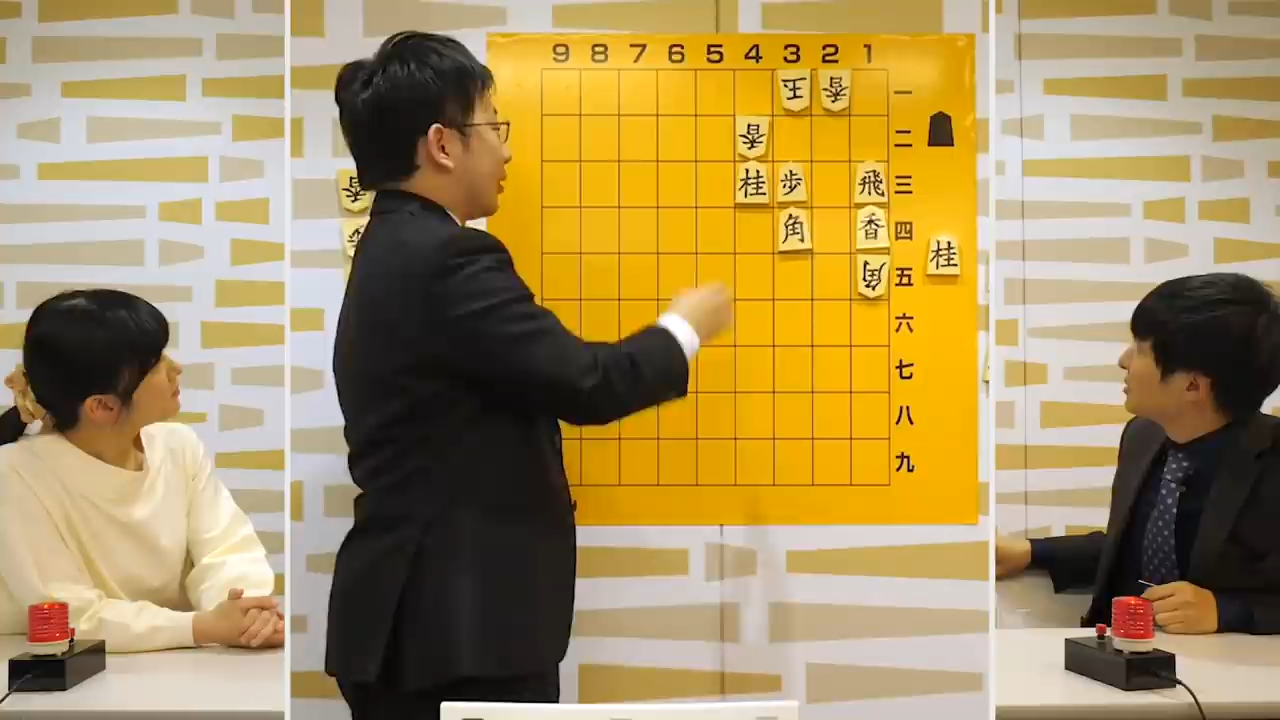 9 8 7 6 5 4 3 2 1
王 香 一
香 二
桂 歩 飛 三
角 香 四
桂
角 五
六
七
八
九
香